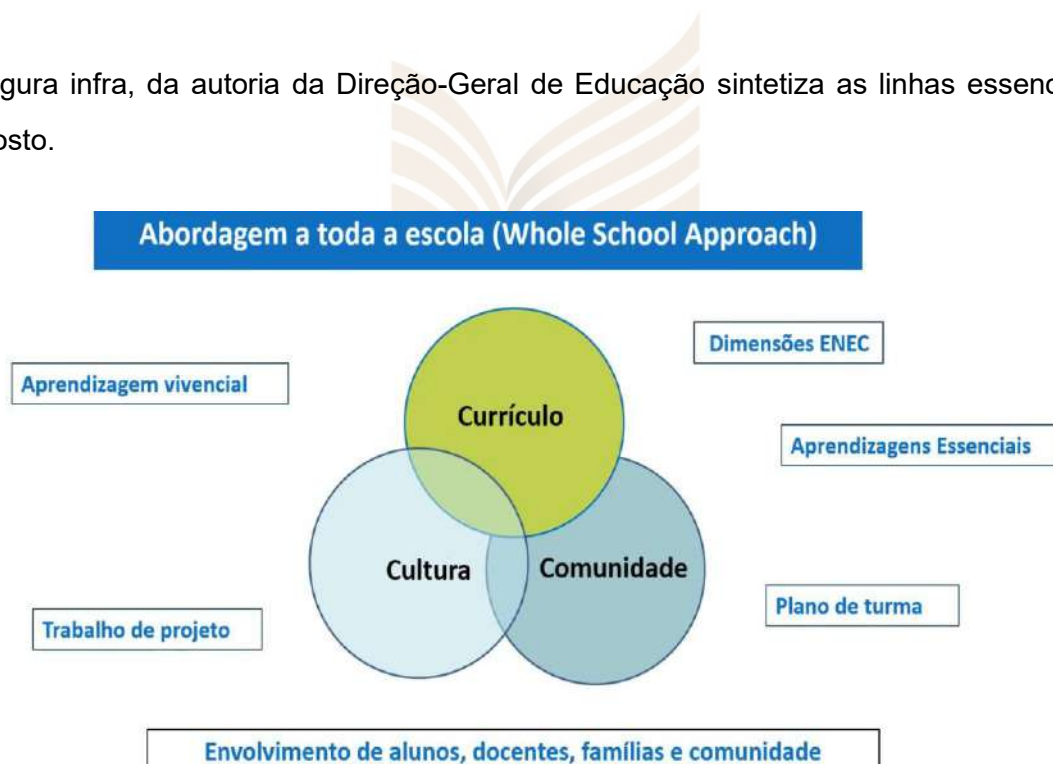 gura infra, da autoria da Direção-Geral de Educação sintetiza as linhas essenc
osto.
Abordagem a toda a escola (Whole School Approach)
Dimensões ENEC
Aprendizagem vivencial
Currículo
Aprendizagens Essenciais
Cultura
Comunidade
Plano de turma
Trabalho de projeto
Envolvimento de alunos, docentes, famílias e comunidade